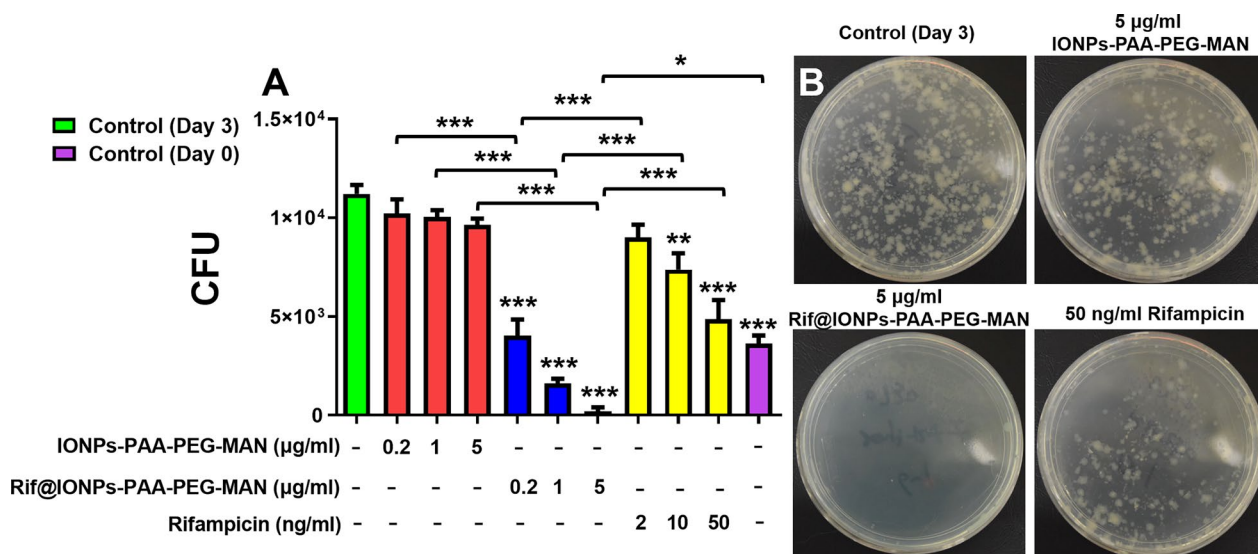 A
Control (Day 3)
Control (Day 0)
CFU
1.5×10⁴
1×10⁴
5×10³
0
***
***
***
***
***
***
*
***
***
***
**
***
***
IONPs-PAA-PEG-MAN (µg/ml) - 0.2 1 5 - - - - - - -
Rif@IONPs-PAA-PEG-MAN (µg/ml) - - - - 0.2 1 5 - - - -
Rifampicin (ng/ml) - - - - - - - 2 10 50 -
B
Control (Day 3)
5 µg/ml
IONPs-PAA-PEG-MAN
5 µg/ml
Rif@IONPs-PAA-PEG-MAN
50 ng/ml Rifampicin